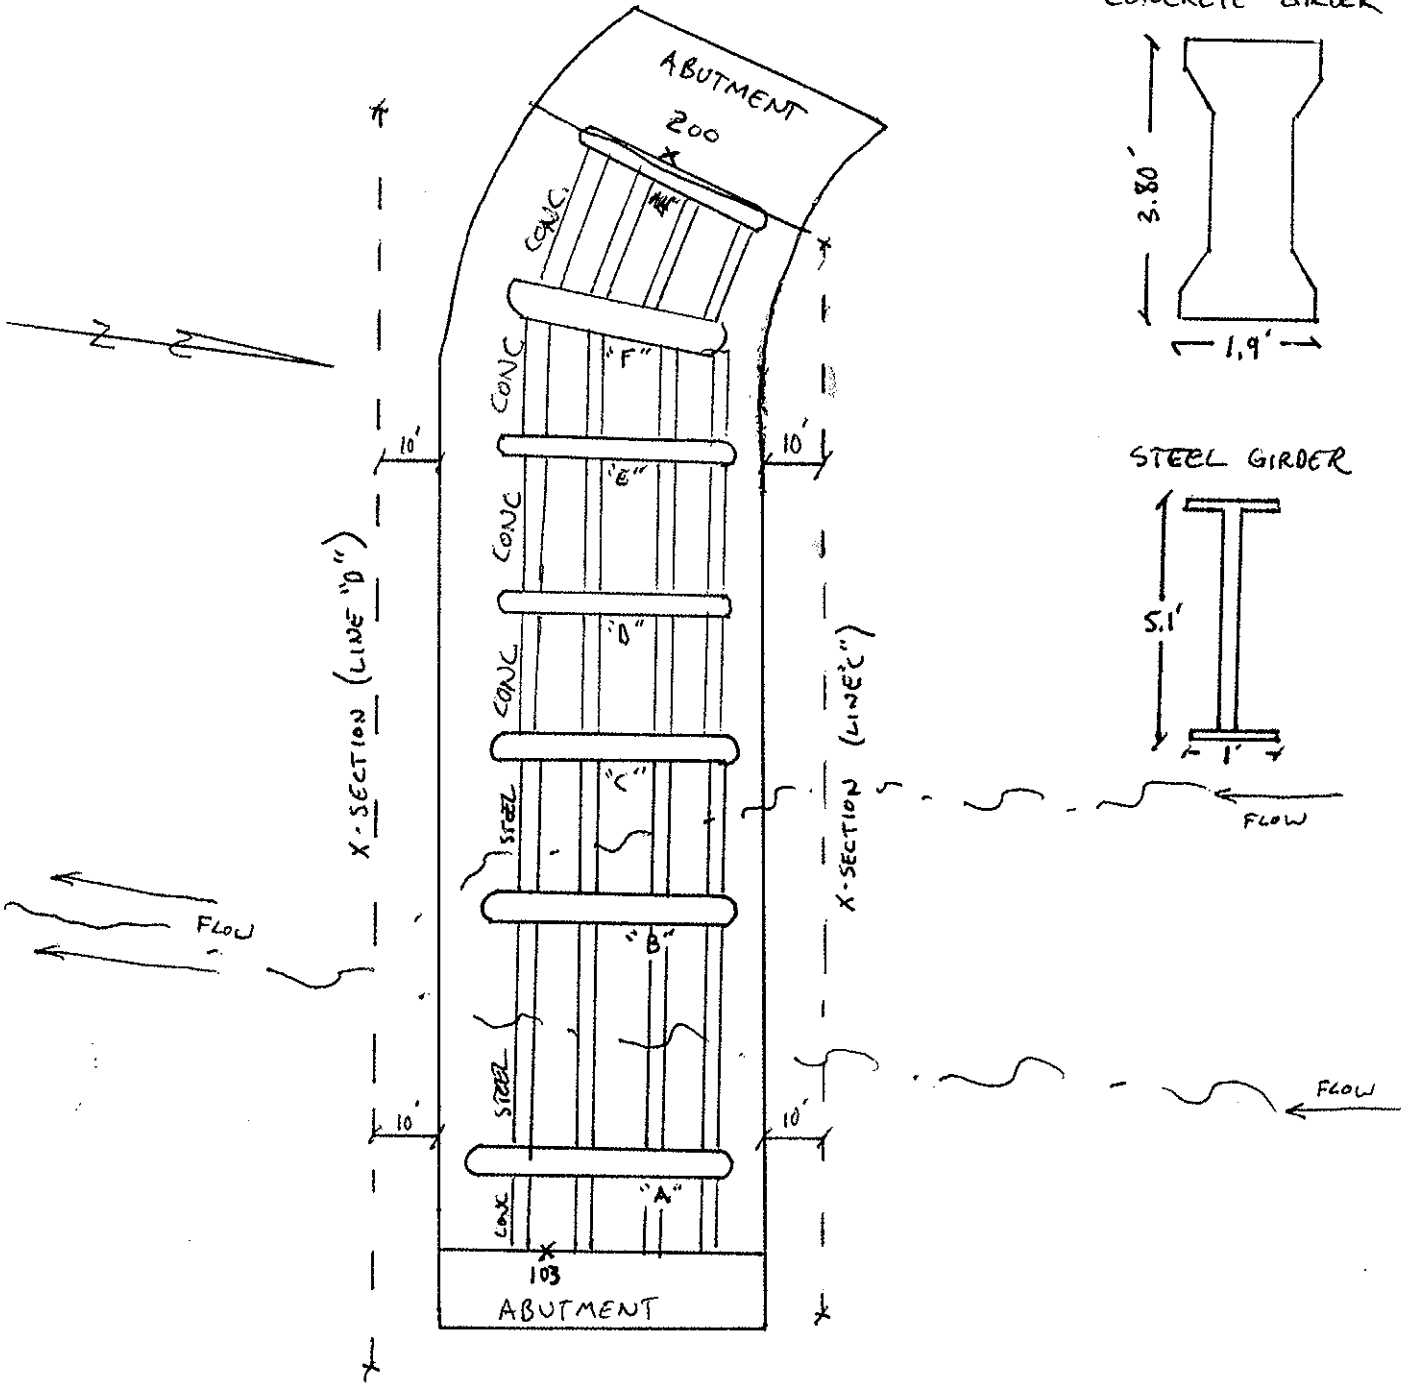 CONCRETE GIRDER
3.80'
1.9'
STEEL GIRDER
5.1'
1'
ABUTMENT
200
CONC.
"F"
CONC
10'
10'
"E"
CONC
"D"
CONC
"C"
STEEL
"B"
STEEL
10'
10'
"A"
CONC
103
ABUTMENT
X-SECTION (LINE "D")
X-SECTION (LINE "C")
N
FLOW
FLOW
FLOW